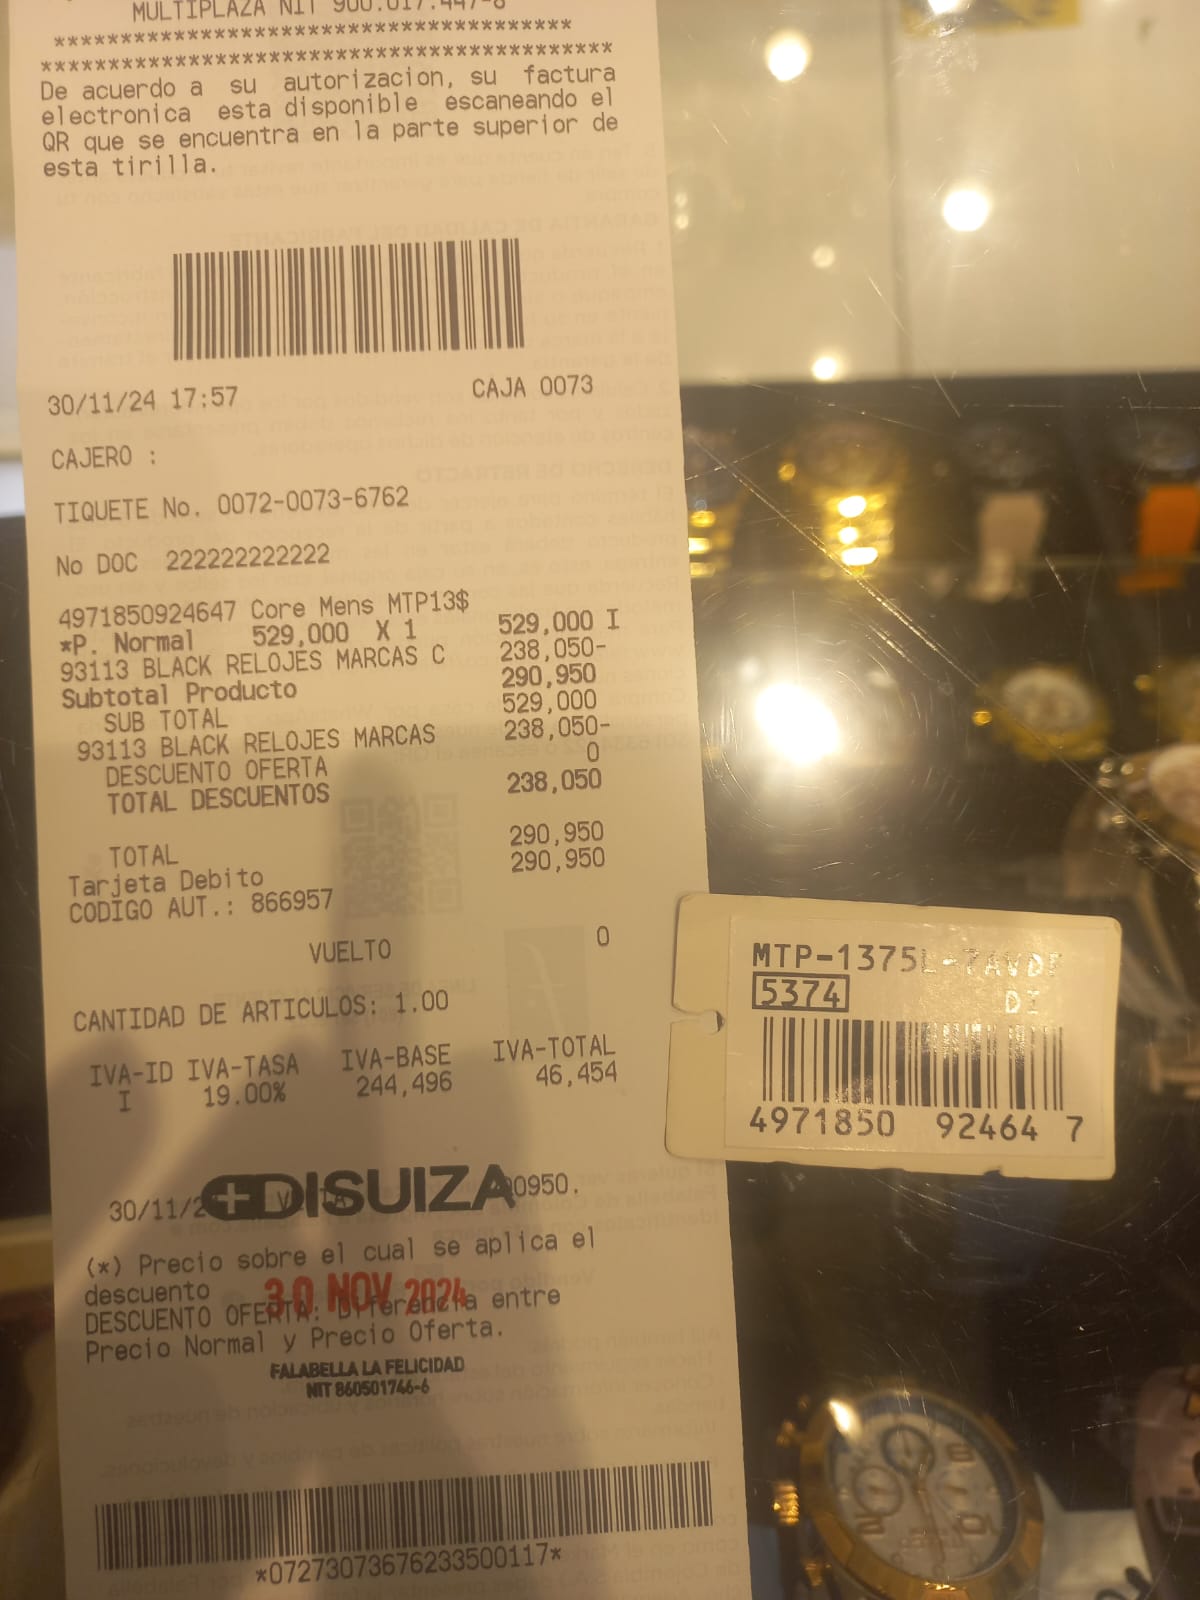 MULTIPLAZA NIT 900.017.447-8
***************************************
*******************************************
De acuerdo a su autorizacion, su factura
electronica esta disponible escaneando el
QR que se encuentra en la parte superior de
esta tirilla.
30/11/24 17:57 CAJA 0073
CAJERO :
TIQUETE No. 0072-0073-6762
No DOC 222222222222
4971850924647 Core Mens MTP13$
*P. Normal 529,000 X 1 529,000 I
93113 BLACK RELOJES MARCAS C 238,050-
Subtotal Producto 290,950
SUB TOTAL 529,000
93113 BLACK RELOJES MARCAS 238,050-
DESCUENTO OFERTA 0
TOTAL DESCUENTOS 238,050
TOTAL 290,950
Tarjeta Debito 290,950
CODIGO AUT.: 866957
VUELTO 0
CANTIDAD DE ARTICULOS: 1.00
IVA-ID IVA-TASA IVA-BASE IVA-TOTAL
I 19.00% 244,496 46,454
+DISUIZA
30/11/2 0950.
(*) Precio sobre el cual se aplica el
descuento
30 NOV 2024
DESCUENTO OFERTA: Diferencia entre
Precio Normal y Precio Oferta.
FALABELLA LA FELICIDAD
NIT 860501746-6
*07273073676233500117*
MTP-1375L-7AVDF
5374 DI
4971850 92464 7